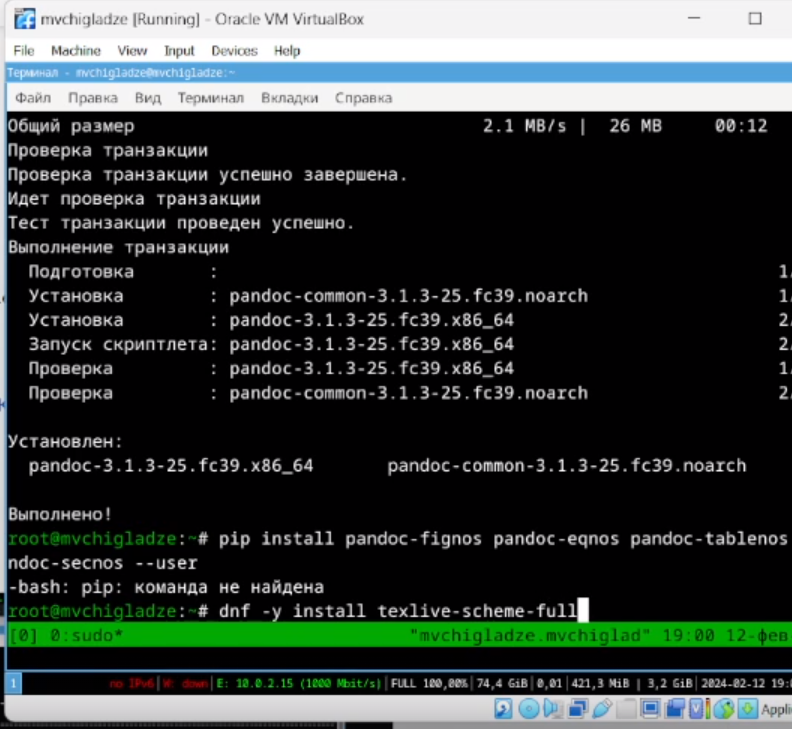 mvchigladze [Running] - Oracle VM VirtualBox
File Machine View Input Devices Help
Терминал - mvchigladze@mvchigladze:~
Файл Правка Вид Терминал Вкладки Справка
Общий размер 2.1 MB/s | 26 MB 00:12
Проверка транзакции
Проверка транзакции успешно завершена.
Идет проверка транзакции
Тест транзакции проведен успешно.
Выполнение транзакции
Подготовка : 1/
Установка : pandoc-common-3.1.3-25.fc39.noarch 1/
Установка : pandoc-3.1.3-25.fc39.x86_64 2/
Запуск скриптлета: pandoc-3.1.3-25.fc39.x86_64 2/
Проверка : pandoc-3.1.3-25.fc39.x86_64 1/
Проверка : pandoc-common-3.1.3-25.fc39.noarch 2/
Установлен:
pandoc-3.1.3-25.fc39.x86_64 pandoc-common-3.1.3-25.fc39.noarch
Выполнено!
root@mvchigladze:~# pip install pandoc-fignos pandoc-eqnos pandoc-tablenos
ndoc-secnos --user
-bash: pip: команда не найдена
root@mvchigladze:~# dnf -y install texlive-scheme-full
[0] 0:sudo* "mvchigladze.mvchiglad" 19:00 12-фев
1 no IPv6|W: down|E: 10.0.2.15 (1000 Mbit/s)|FULL 100,00%|74,4 GiB|0,01|421,3 MiB | 3,2 GiB|2024-02-12 19: